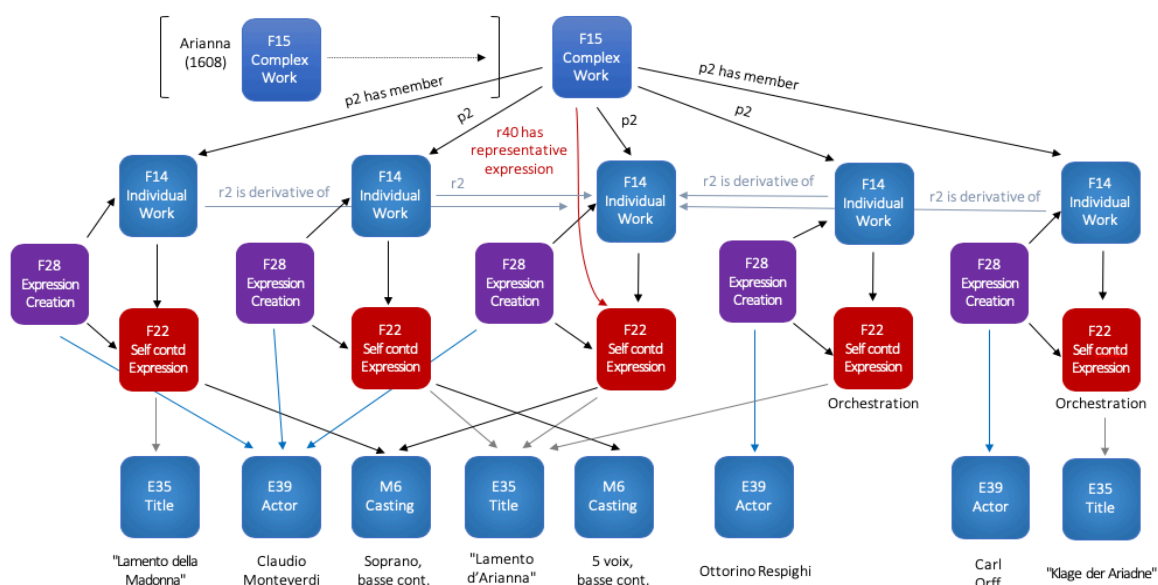 Arianna
(1608)
F15
Complex
Work
F15
Complex
Work
p2 has member
p2
p2
p2
p2 has member
r40 has
representative
expression
F14
Individual
Work
r2 is derivative of
F14
Individual
Work
r2
F14
Individual
Work
r2 is derivative of
F14
Individual
Work
r2 is derivative of
F14
Individual
Work
F28
Expression
Creation
F28
Expression
Creation
F28
Expression
Creation
F28
Expression
Creation
F28
Expression
Creation
F22
Self contd
Expression
F22
Self contd
Expression
F22
Self contd
Expression
F22
Self contd
Expression
F22
Self contd
Expression
Orchestration
Orchestration
E35
Title
E39
Actor
M6
Casting
E35
Title
M6
Casting
E39
Actor
E39
Actor
E35
Title
"Lamento della
Madonna"
Claudio
Monteverdi
Soprano,
basse cont.
"Lamento
d’Arianna"
5 voix,
basse cont.
Ottorino Respighi
Carl
Orff
"Klage der Ariadne"